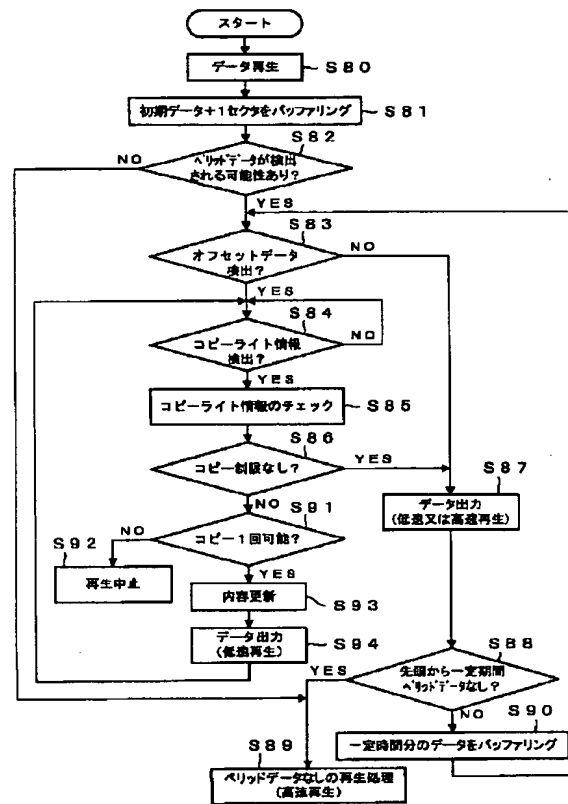 スタート
データ再生
S80
初期データ+1セクタをバッファリング
S81
S82
ベリッドデータが検出
される可能性あり?
NO
YES
S83
オフセットデータ
検出?
NO
YES
S84
コピーライト情報
検出?
NO
YES
コピーライト情報のチェック
S85
S86
コピー制限なし?
YES
NO
S87
データ出力
(低速又は高速再生)
S91
コピー1回可能?
NO
S92
再生中止
YES
内容更新
S93
データ出力
(低速再生)
S94
S88
先頭から一定期間
ベリッドデータなし?
YES
NO
S90
一定時間分のデータをバッファリング
S89
ベリッドデータなしの再生処理
(高速再生)